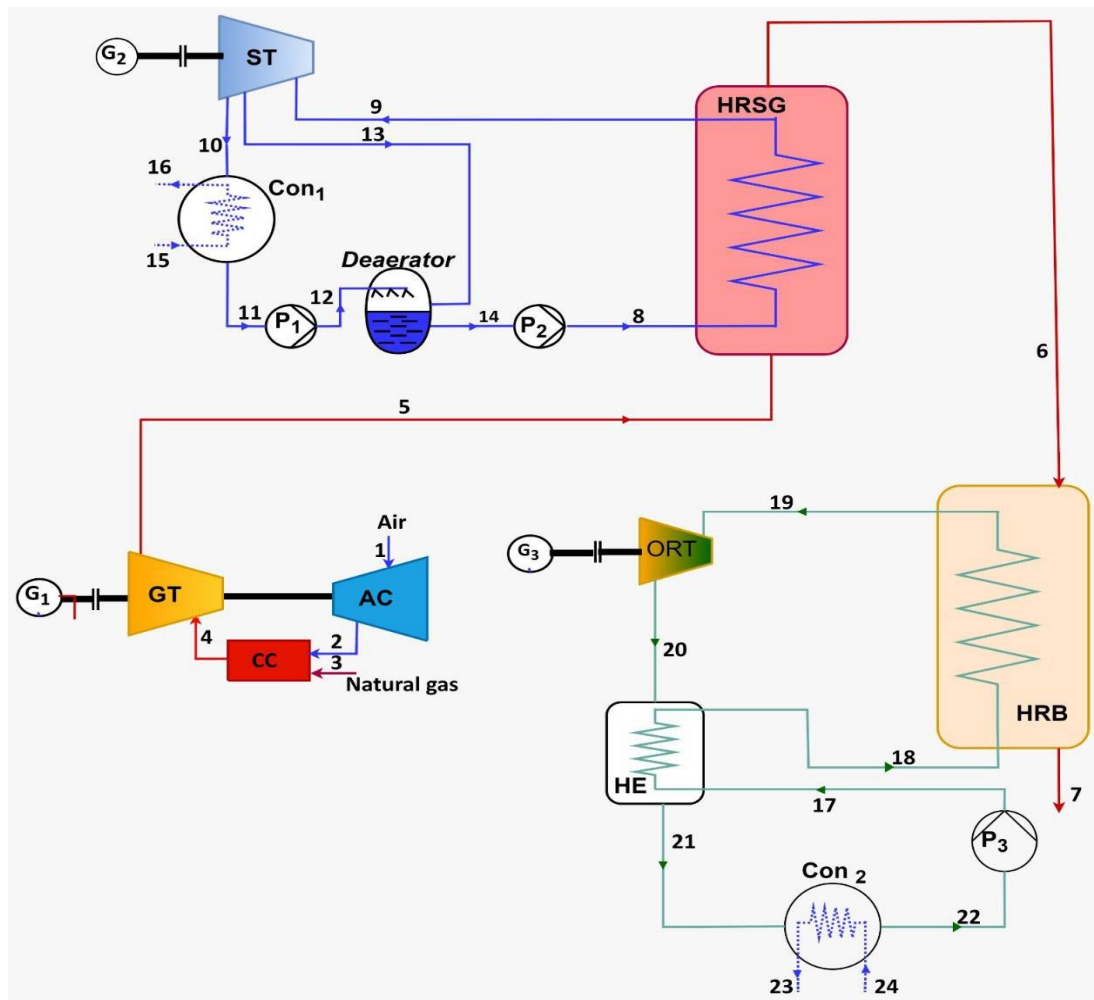 G2
ST
HRSG
9
13
10
16
Con1
15
Deaerator
12
11
P1
14
P2
8
6
5
19
Air
1
G3
ORT
G1
GT
AC
4
2
CC
3
Natural gas
20
HRB
18
HE
17
7
21
P3
Con 2
22
23
24